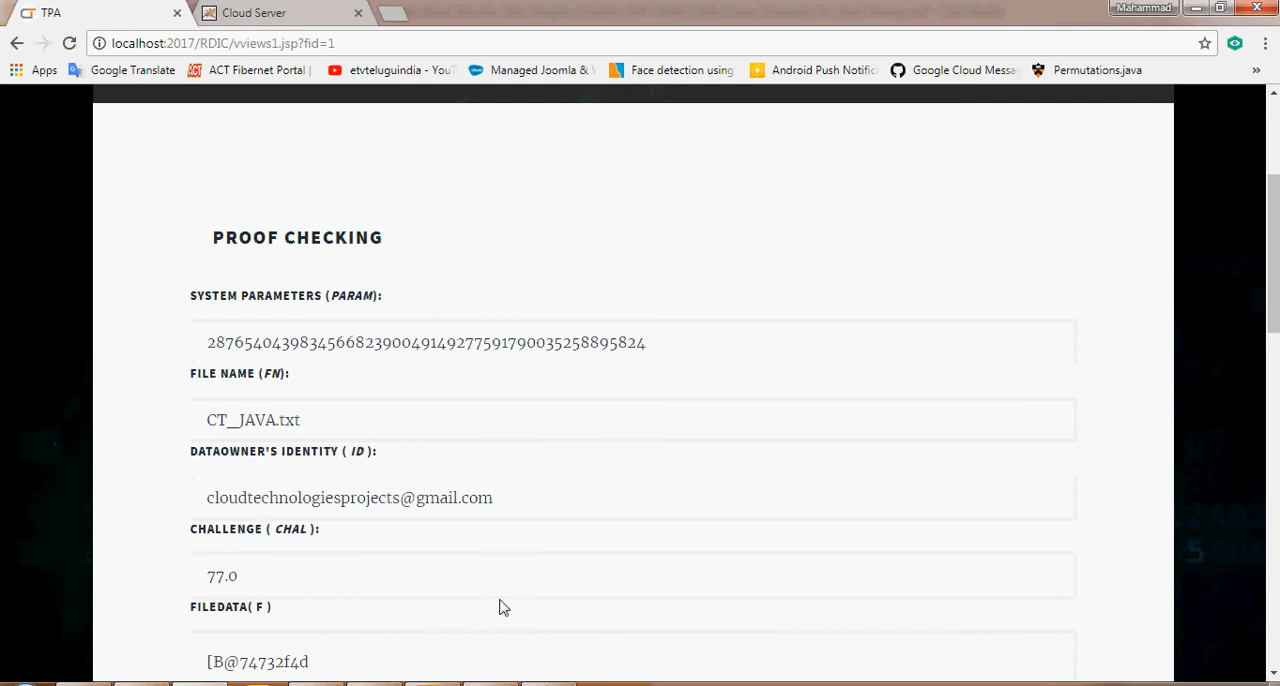 TPA
Cloud Server
Mahammad
localhost:2017/RDIC/vviews1.jsp?fid=1
Apps Google Translate ACT Fibernet Portal | etvteluguindia - You Managed Joomla & Face detection using Android Push Notific Google Cloud Messa Permutations.java »
PROOF CHECKING
SYSTEM PARAMETERS (PARAM):
287654043983456682390049149277591790035258895824
FILE NAME (FN):
CT_JAVA.txt
DATAOWNER'S IDENTITY ( ID ):
cloudtechnologiesprojects@gmail.com
CHALLENGE ( CHAL ):
77.0
FILEDATA( F )
[B@74732f4d